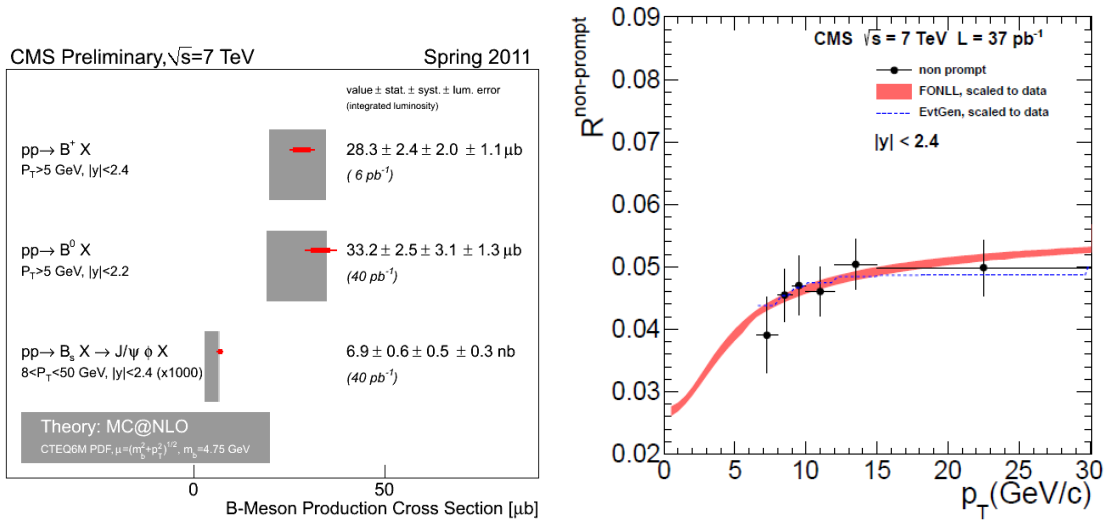 CMS Preliminary,√s=7 TeV Spring 2011
value ± stat. ± syst. ± lum. error
(integrated luminosity)
pp→ B⁺ X 28.3 ± 2.4 ± 2.0 ± 1.1 μb
P_T>5 GeV, |y|<2.4 ( 6 pb⁻¹)
pp→ B⁰ X 33.2 ± 2.5 ± 3.1 ± 1.3 μb
P_T>5 GeV, |y|<2.2 (40 pb⁻¹)
pp→ B_s X → J/ψ ϕ X 6.9 ± 0.6 ± 0.5 ± 0.3 nb
8<P_T<50 GeV, |y|<2.4 (x1000) (40 pb⁻¹)
Theory: MC@NLO
CTEQ6M PDF, μ=(m_b²+p_T²)^1/2, m_b=4.75 GeV
0 50
B-Meson Production Cross Section [μb]
R^non-prompt
0.09
0.08
0.07
0.06
0.05
0.04
0.03
0.02
CMS √s = 7 TeV L = 37 pb⁻¹
non prompt
FONLL, scaled to data
EvtGen, scaled to data
|y| < 2.4
0 5 10 15 20 25 30
p_T(GeV/c)